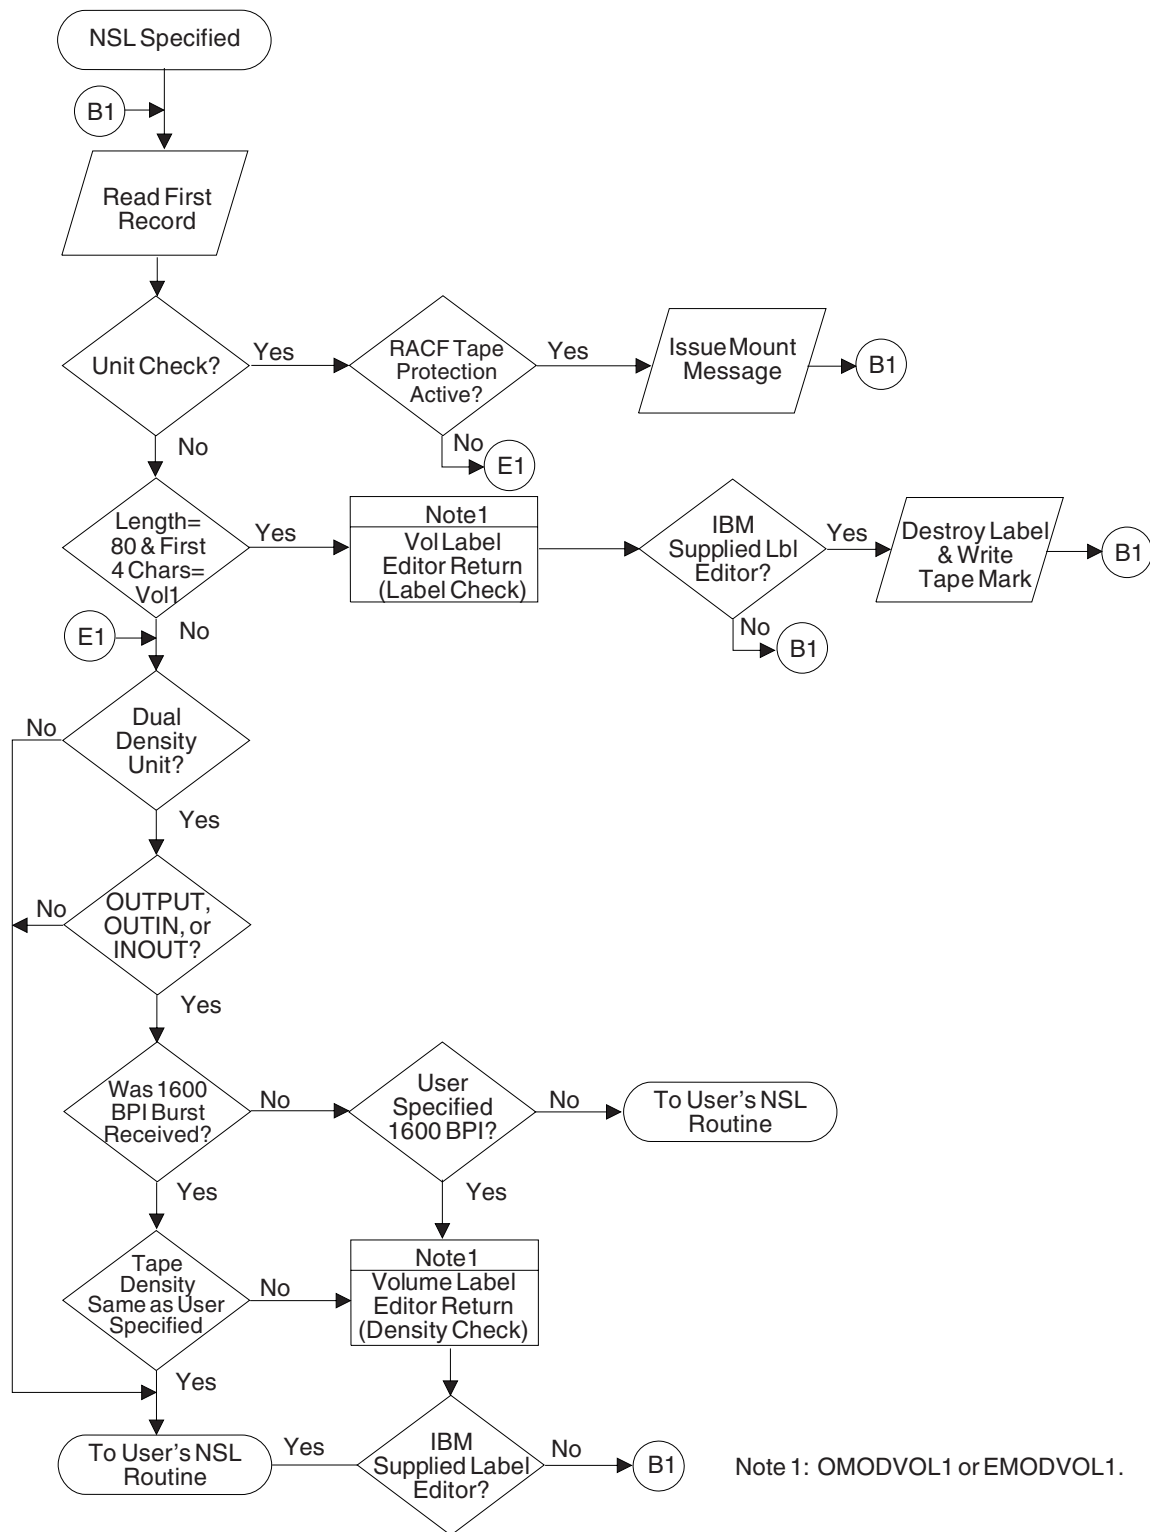 NSL Specified
B1
Read First
Record
Unit Check?
Yes
RACF Tape
Protection
Active?
Yes
Issue Mount
Message
B1
No
No
E1
Length=
80 & First
4 Chars=
Vol1
Yes
Note1
Vol Label
Editor Return
(Label Check)
IBM
Supplied Lbl
Editor?
Yes
Destroy Label
& Write
Tape Mark
B1
E1
No
No
B1
No
Dual
Density
Unit?
Yes
No
OUTPUT,
OUTIN, or
INOUT?
Yes
Was 1600
BPI Burst
Received?
No
User
Specified
1600 BPI?
No
To User's NSL
Routine
Yes
Yes
Tape
Density
Same as User
Specified
No
Note1
Volume Label
Editor Return
(Density Check)
Yes
To User's NSL
Routine
Yes
IBM
Supplied Label
Editor?
No
B1
Note 1: OMODVOL1 or EMODVOL1.